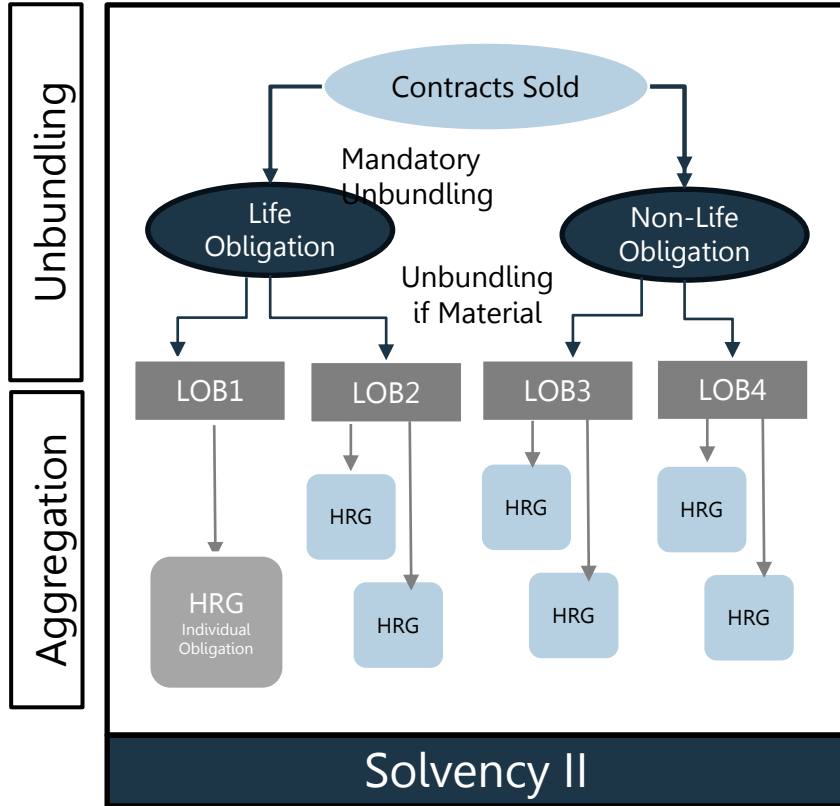 Unbundling
Contracts Sold
Mandatory
Unbundling
Life
Obligation
Non-Life
Obligation
Unbundling
if Material
Aggregation
LOB1
LOB2
LOB3
LOB4
HRG
HRG
HRG
HRG
Individual
Obligation
HRG
HRG
HRG
Solvency II